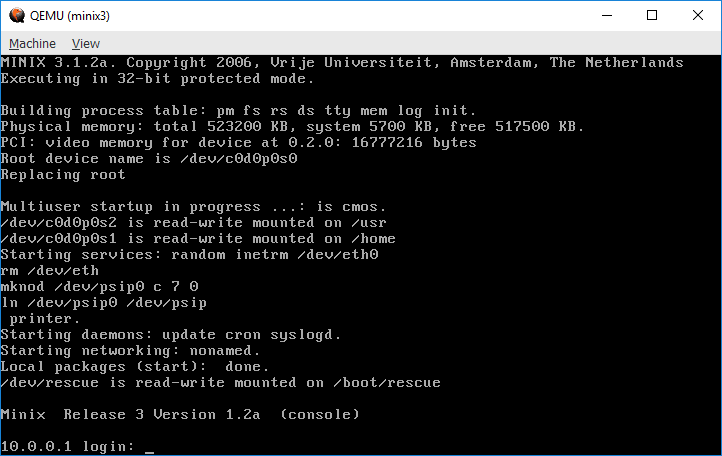 QEMU (minix3)
Machine View
MINIX 3.1.2a. Copyright 2006, Vrije Universiteit, Amsterdam, The Netherlands
Executing in 32-bit protected mode.
Building process table: pm fs rs ds tty mem log init.
Physical memory: total 523200 KB, system 5700 KB, free 517500 KB.
PCI: video memory for device at 0.2.0: 16777216 bytes
Root device name is /dev/c0d0p0s0
Replacing root
Multiuser startup in progress ...: is cmos.
/dev/c0d0p0s2 is read-write mounted on /usr
/dev/c0d0p0s1 is read-write mounted on /home
Starting services: random inetrm /dev/eth0
rm /dev/eth
mknod /dev/psip0 c 7 0
ln /dev/psip0 /dev/psip
 printer.
Starting daemons: update cron syslogd.
Starting networking: nonamed.
Local packages (start):  done.
/dev/rescue is read-write mounted on /boot/rescue
Minix  Release 3 Version 1.2a  (console)
10.0.0.1 login: _